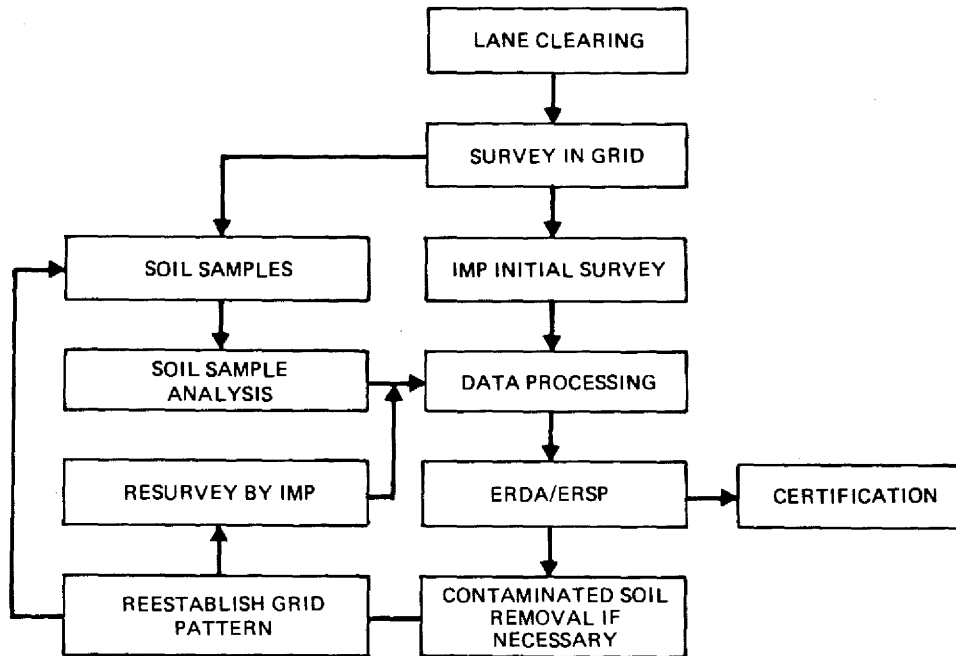 LANE CLEARING
SURVEY IN GRID
SOIL SAMPLES
IMP INITIAL SURVEY
SOIL SAMPLE
ANALYSIS
DATA PROCESSING
RESURVEY BY IMP
ERDA/ERSP
CERTIFICATION
REESTABLISH GRID
PATTERN
CONTAMINATED SOIL
REMOVAL IF
NECESSARY